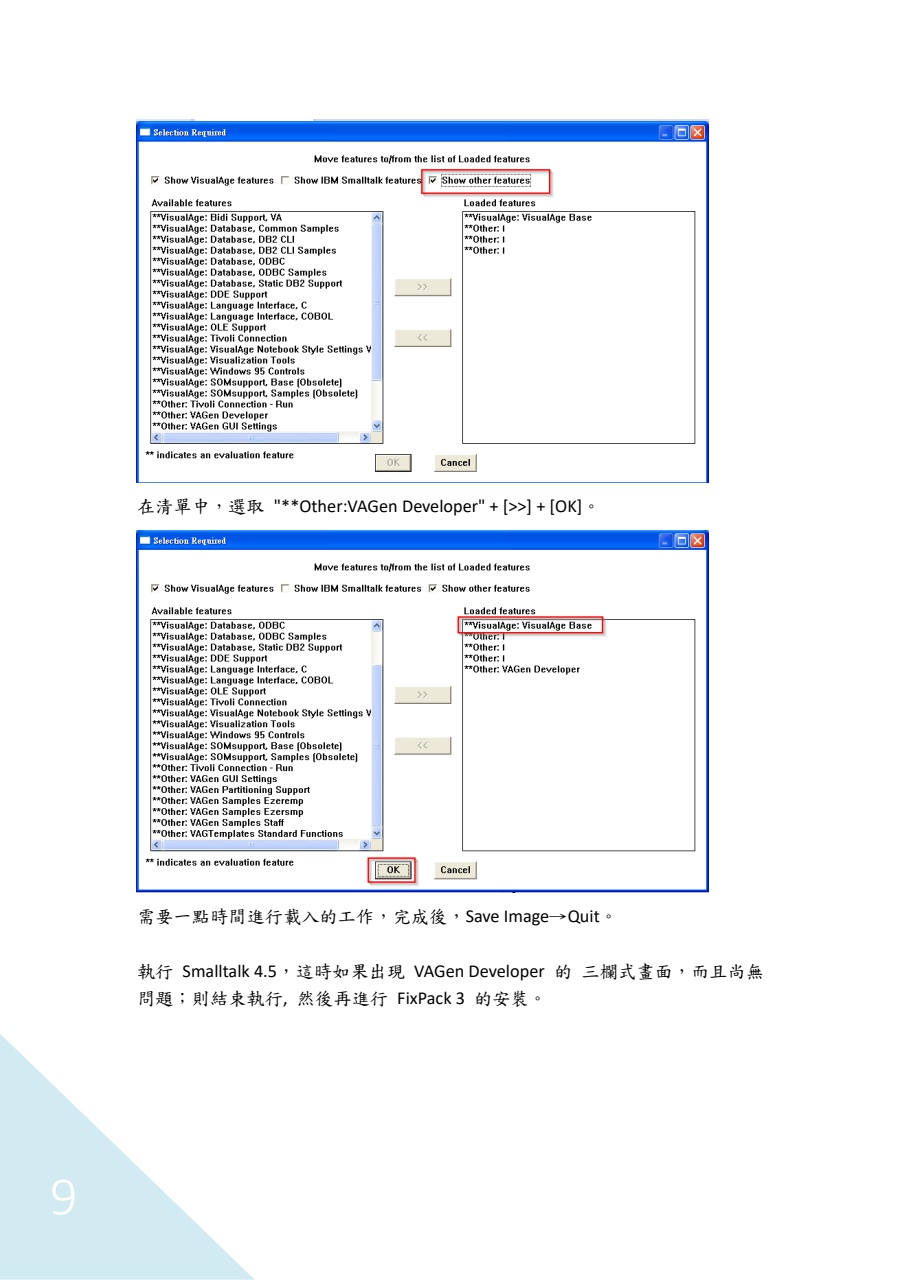 Selection Required
Move features to/from the list of Loaded features
Show VisualAge features Show IBM Smalltalk features Show other features
Available features
**VisualAge: Bidi Support, VA
**VisualAge: Database, Common Samples
**VisualAge: Database, DB2 CLI
**VisualAge: Database, DB2 CLI Samples
**VisualAge: Database, ODBC
**VisualAge: Database, ODBC Samples
**VisualAge: Database, Static DB2 Support
**VisualAge: DDE Support
**VisualAge: Language Interface, C
**VisualAge: Language Interface, COBOL
**VisualAge: OLE Support
**VisualAge: Tivoli Connection
**VisualAge: VisualAge Notebook Style Settings V
**VisualAge: Visualization Tools
**VisualAge: Windows 95 Controls
**VisualAge: SOMsupport, Base (Obsolete)
**VisualAge: SOMsupport, Samples (Obsolete)
**Other: Tivoli Connection - Run
**Other: VAGen Developer
**Other: VAGen GUI Settings
>>
<<
Loaded features
**VisualAge: VisualAge Base
**Other: I
**Other: I
**Other: I
** indicates an evaluation feature
OK Cancel
在清單中，選取 "**Other:VAGen Developer" + [>>] + [OK]。
Selection Required
Move features to/from the list of Loaded features
Show VisualAge features Show IBM Smalltalk features Show other features
Available features
**VisualAge: Database, ODBC
**VisualAge: Database, ODBC Samples
**VisualAge: Database, Static DB2 Support
**VisualAge: DDE Support
**VisualAge: Language Interface, C
**VisualAge: Language Interface, COBOL
**VisualAge: OLE Support
**VisualAge: Tivoli Connection
**VisualAge: VisualAge Notebook Style Settings V
**VisualAge: Visualization Tools
**VisualAge: Windows 95 Controls
**VisualAge: SOMsupport, Base (Obsolete)
**VisualAge: SOMsupport, Samples (Obsolete)
**Other: Tivoli Connection - Run
**Other: VAGen GUI Settings
**Other: VAGen Partitioning Support
**Other: VAGen Samples Ezeremp
**Other: VAGen Samples Ezersmp
**Other: VAGen Samples Staff
**Other: VAGTemplates Standard Functions
>>
<<
Loaded features
**VisualAge: VisualAge Base
**Other: I
**Other: I
**Other: I
**Other: VAGen Developer
** indicates an evaluation feature
OK Cancel
需要一點時間進行載入的工作，完成後，Save Image→Quit。
執行 Smalltalk 4.5，這時如果出現 VAGen Developer 的 三欄式畫面，而且尚無
問題；則結束執行, 然後再進行 FixPack 3 的安裝。
9